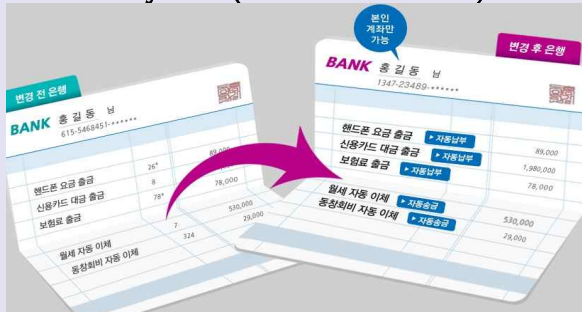 본인
계좌만
가능
변경 전 은행
BANK 홍 길 동 님
615-5468451-*******
핸드폰 요금 출금 26*
신용카드 대금 출금 8
보험료 출금 78*
89,000
78,000
월세 자동 이체 7 530,000
동창회비 자동 이체 324 29,000
변경 후 은행
BANK 홍 길 동 님
1347-23489-******
핸드폰 요금 출금 ▸자동납부 89,000
신용카드 대금 출금 ▸자동납부 1,980,000
보험료 출금 ▸자동납부 78,000
월세 자동 이체 ▸자동송금 530,000
동창회비 자동 이체 ▸자동송금 29,000